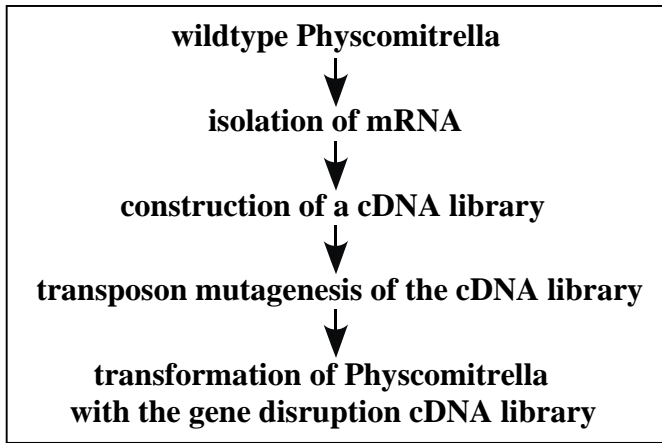 wildtype Physcomitrella
isolation of mRNA
construction of a cDNA library
transposon mutagenesis of the cDNA library
transformation of Physcomitrella
with the gene disruption cDNA library